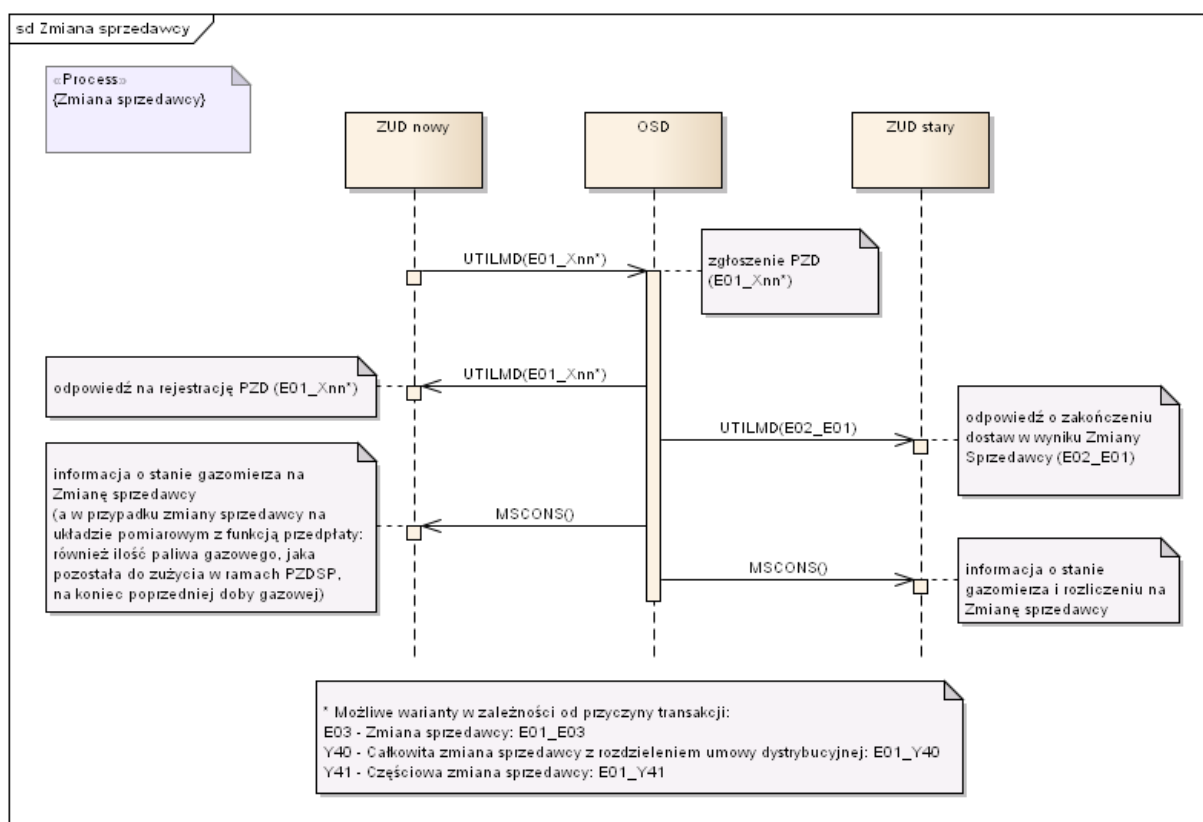 sd Zmiana sprzedawcy
«Process»
{Zmiana sprzedawcy}
ZUD nowy
OSD
ZUD stary
UTILMD(E01_Xnn*)
zgłoszenie PZD
(E01_Xnn*)
UTILMD(E01_Xnn*)
odpowiedź na rejestrację PZD (E01_Xnn*)
UTILMD(E02_E01)
odpowiedź o zakończeniu
dostaw w wyniku Zmiany
Sprzedawcy (E02_E01)
informacja o stanie gazomierza na
Zmianę sprzedawcy
(a w przypadku zmiany sprzedawcy na
układzie pomiarowym z funkcją przedpłaty:
również ilość paliwa gazowego, jaka
pozostała do zużycia w ramach PZDSP,
na koniec poprzedniej doby gazowej)
MSCONS()
MSCONS()
informacja o stanie
gazomierza i rozliczeniu na
Zmianę sprzedawcy
* Możliwe warianty w zależności od przyczyny transakcji:
E03 - Zmiana sprzedawcy: E01_E03
Y40 - Całkowita zmiana sprzedawcy z rozdzieleniem umowy dystrybucyjnej: E01_Y40
Y41 - Częściowa zmiana sprzedawcy: E01_Y41